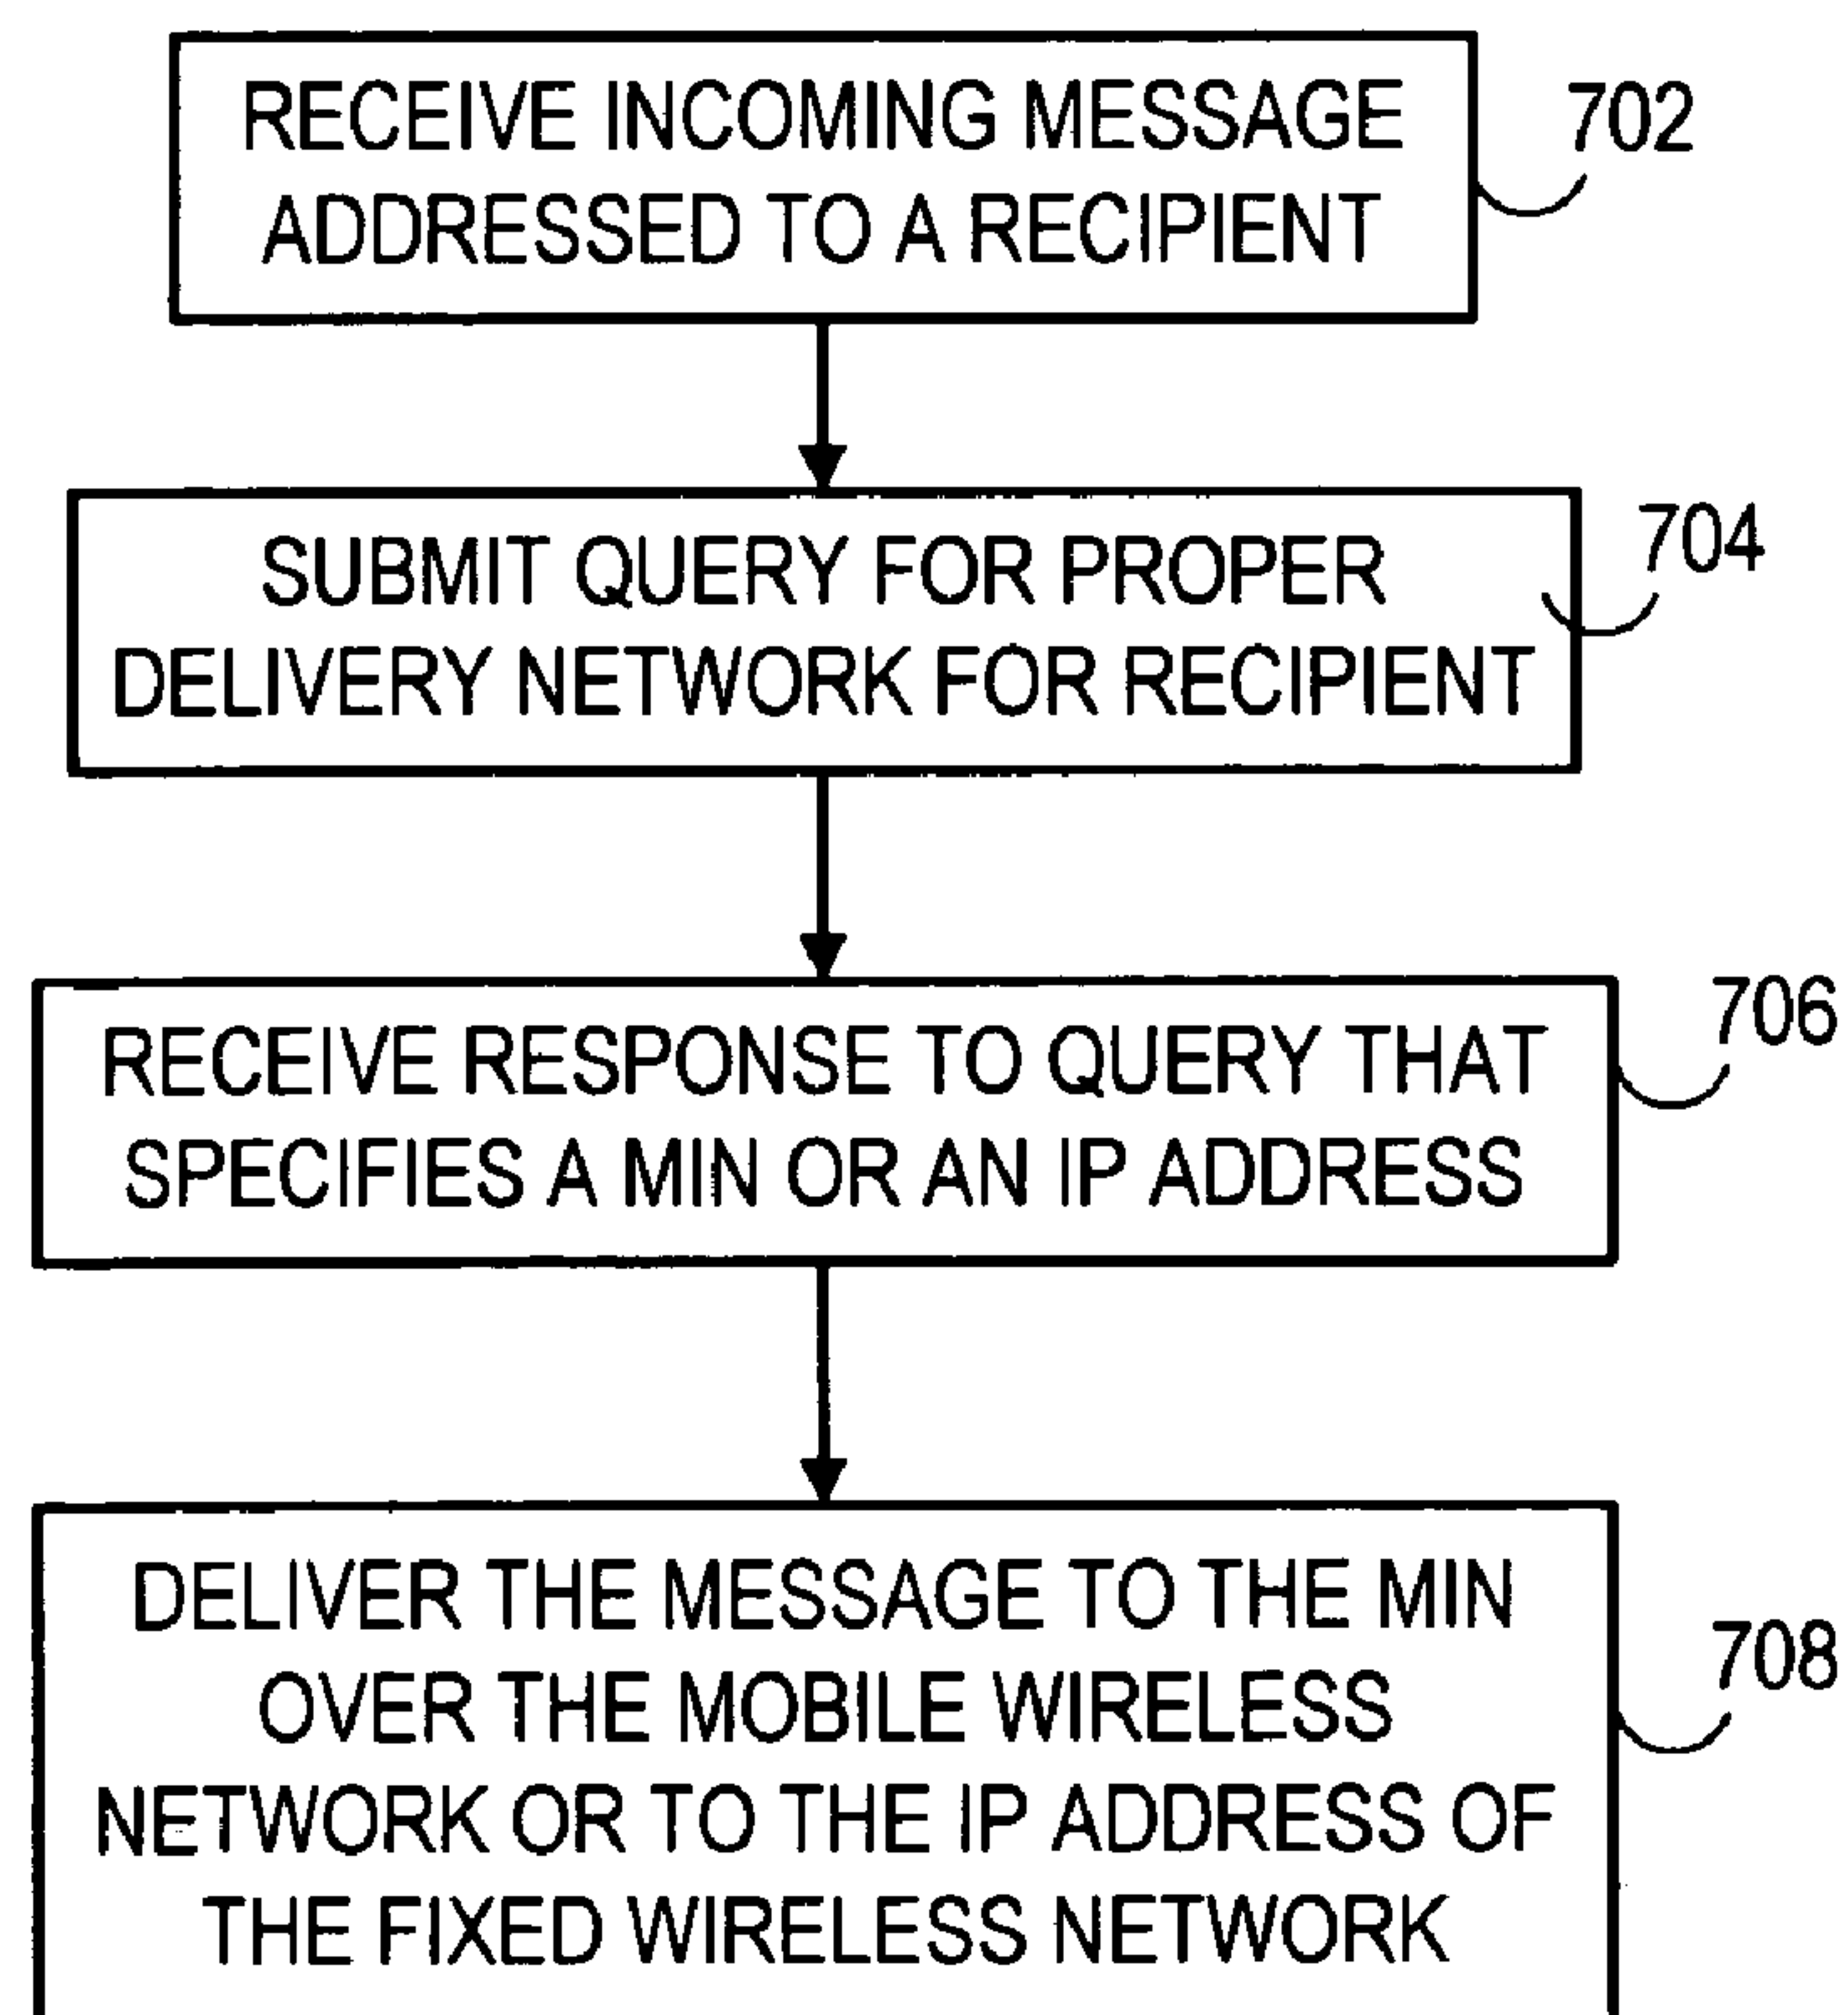 RECEIVE INCOMING MESSAGE
ADDRESSED TO A RECIPIENT
702
SUBMIT QUERY FOR PROPER
DELIVERY NETWORK FOR RECIPIENT
704
RECEIVE RESPONSE TO QUERY THAT
SPECIFIES A MIN OR AN IP ADDRESS
706
DELIVER THE MESSAGE TO THE MIN
OVER THE MOBILE WIRELESS
NETWORK OR TO THE IP ADDRESS OF
THE FIXED WIRELESS NETWORK
708